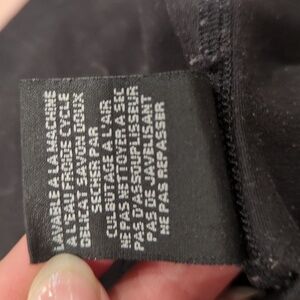 LAVABLE A LA MACHINE
A L'EAU FROIDE CYCLE
DELICAT, SAVON DOUX
SECHER PAR
CULBUTAGE A L'AIR
NE PAS NETTOYER A SEC
PAS D'ASSOUPLISSEUR
PAS DE JAVELISANT
NE PAS REPASSER